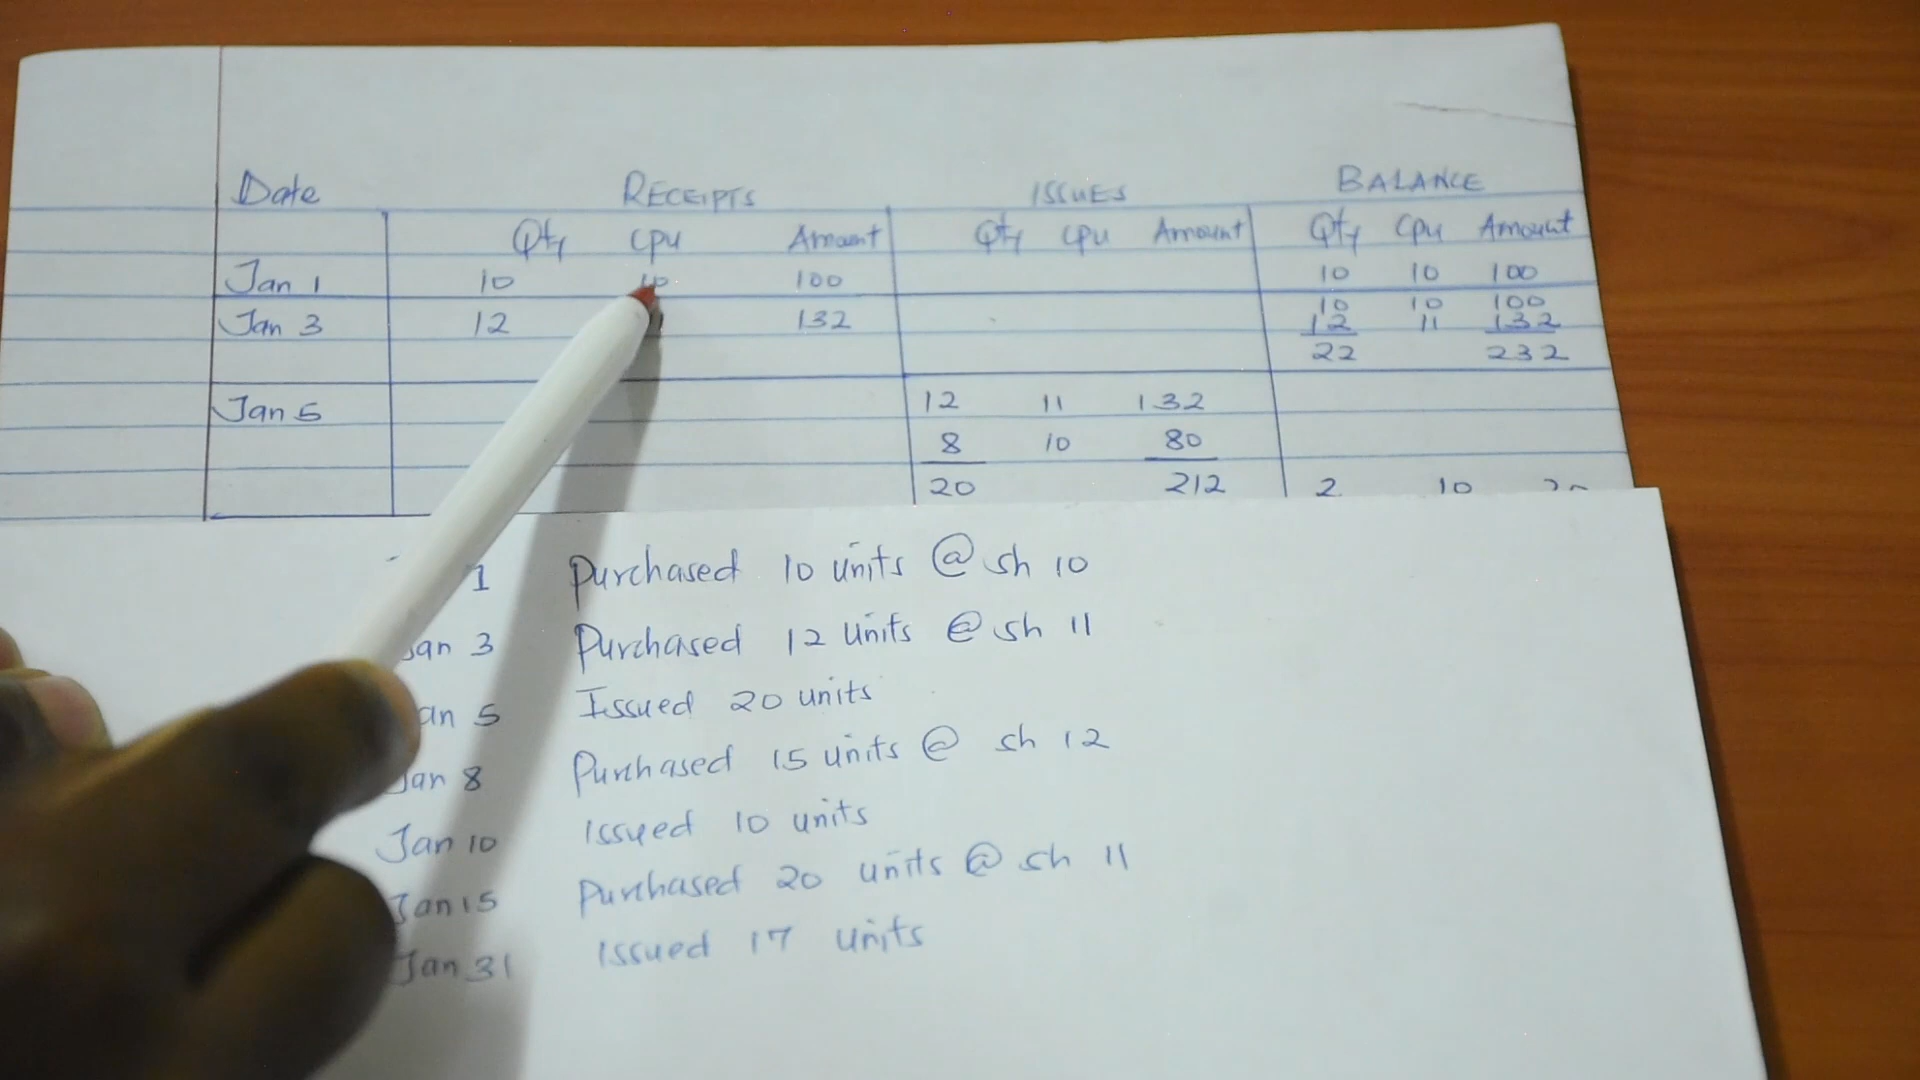 Date RECEIPTS ISSUES BALANCE
Qty Cpu Amount Qty Cpu Amount Qty Cpu Amount
Jan 1 10 10 100 10 10 100
10 10 100
Jan 3 12 132 12 11 132
22 232
Jan 5 12 11 132
8 10 80
20 212 2 10
1 Purchased 10 units @ sh 10
Jan 3 Purchased 12 units @ sh 11
an 5 Issued 20 units
Jan 8 Purchased 15 units @ sh 12
Jan 10 Issued 10 units
Jan 15 Purchased 20 units @ sh 11
Jan 31 Issued 17 units